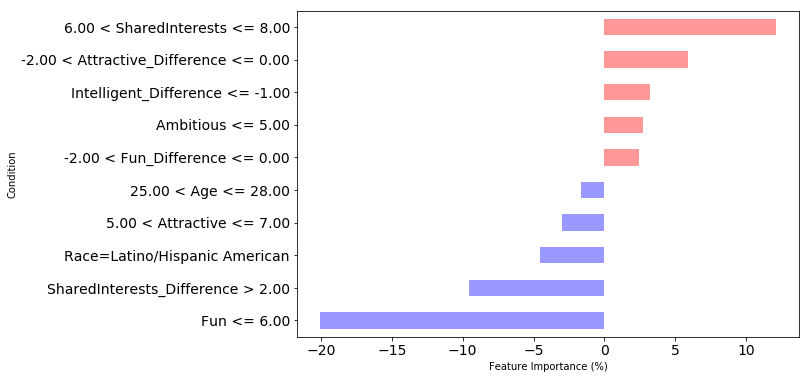 6.00 < SharedInterests <= 8.00
-2.00 < Attractive_Difference <= 0.00
Intelligent_Difference <= -1.00
Ambitious <= 5.00
-2.00 < Fun_Difference <= 0.00
25.00 < Age <= 28.00
5.00 < Attractive <= 7.00
Race=Latino/Hispanic American
SharedInterests_Difference > 2.00
Fun <= 6.00
Condition
−20 −15 −10 −5 0 5 10
Feature Importance (%)